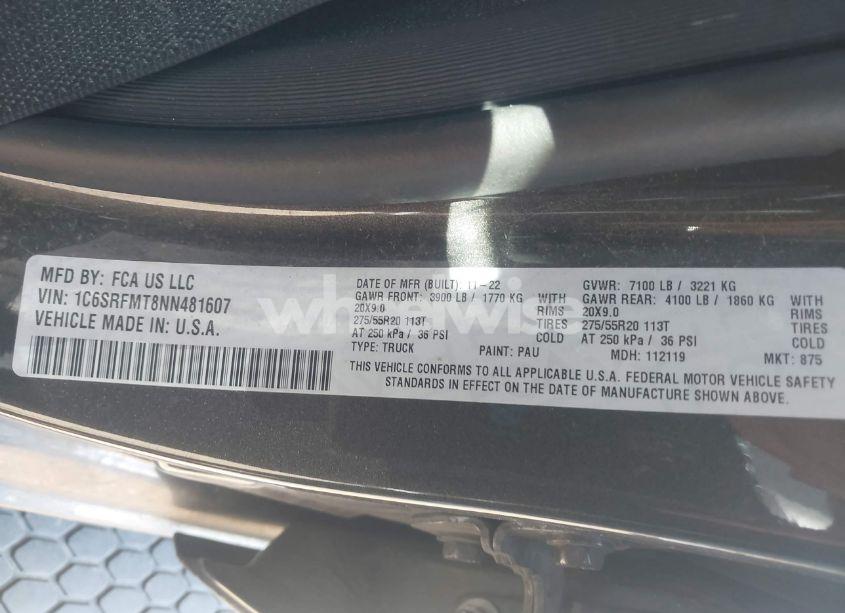 MFD BY: FCA US LLC
VIN: 1C6SRFMT8NN481607
VEHICLE MADE IN: U.S.A.
DATE OF MFR (BUILT): 11-22
GAWR FRONT: 3900 LB / 1770 KG WITH
20X9.0 RIMS
275/55R20 113T TIRES
AT 250 kPa / 36 PSI COLD
TYPE: TRUCK PAINT: PAU
GVWR: 7100 LB / 3221 KG
GAWR REAR: 4100 LB / 1860 KG WITH
20X9.0 RIMS
275/55R20 113T TIRES
AT 250 kPa / 36 PSI COLD
MDH: 112119 MKT: 875
THIS VEHICLE CONFORMS TO ALL APPLICABLE U.S.A. FEDERAL MOTOR VEHICLE SAFETY
STANDARDS IN EFFECT ON THE DATE OF MANUFACTURE SHOWN ABOVE.
wheelwise